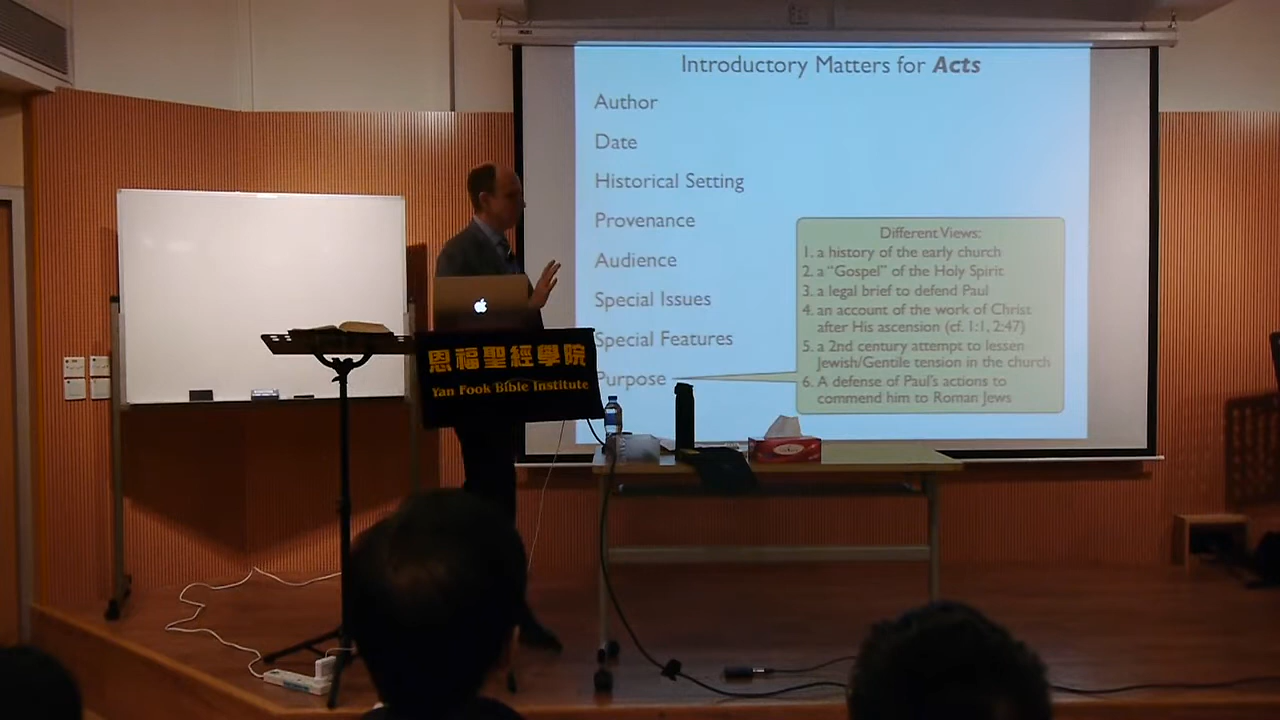 Introductory Matters for Acts
Author
Date
Historical Setting
Provenance
Audience
Special Issues
Special Features
Purpose
Different Views:
1. a history of the early church
2. a “Gospel” of the Holy Spirit
3. a legal brief to defend Paul
4. an account of the work of Christ
after His ascension (cf. 1:1, 2:47)
5. a 2nd century attempt to lessen
Jewish/Gentile tension in the church
6. A defense of Paul's actions to
commend him to Roman Jews
恩福聖經學院
Yan Fook Bible Institute